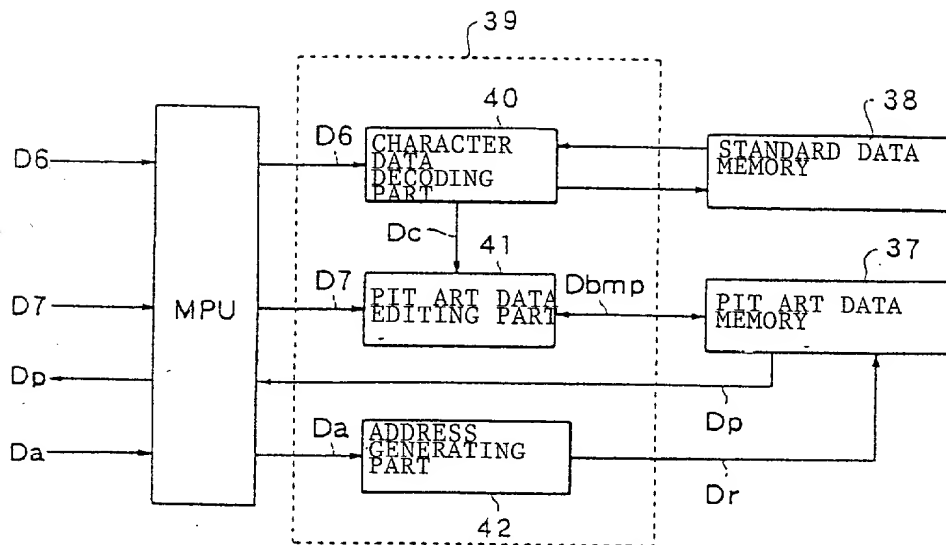 39
40
38
D6
D6
CHARACTER
DATA
DECODING
PART
STANDARD DATA
MEMORY
Dc
41
37
D7
D7
PIT ART DATA
EDITING PART
Dbmp
PIT ART DATA
MEMORY
MPU
Dp
Dp
Da
Da
ADDRESS
GENERATING
PART
Dr
42